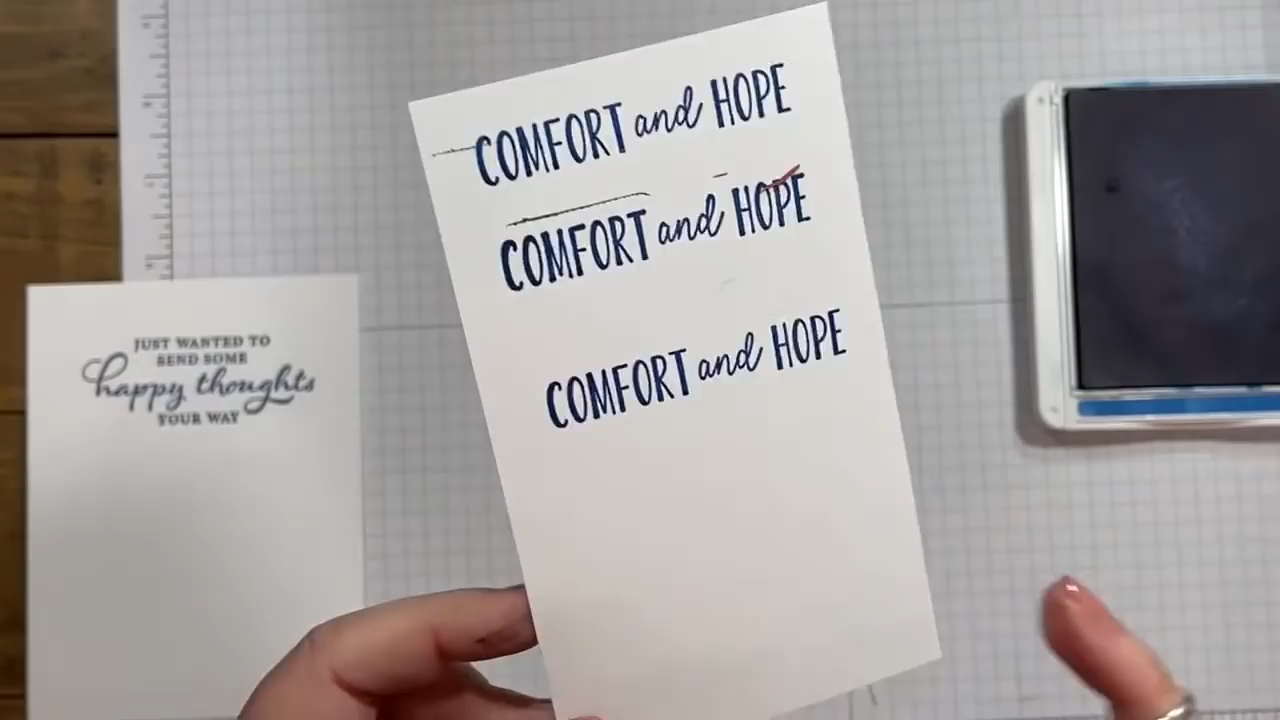 COMFORT and HOPE
COMFORT and HOPE
COMFORT and HOPE
JUST WANTED TO
SEND SOME
happy thoughts
YOUR WAY